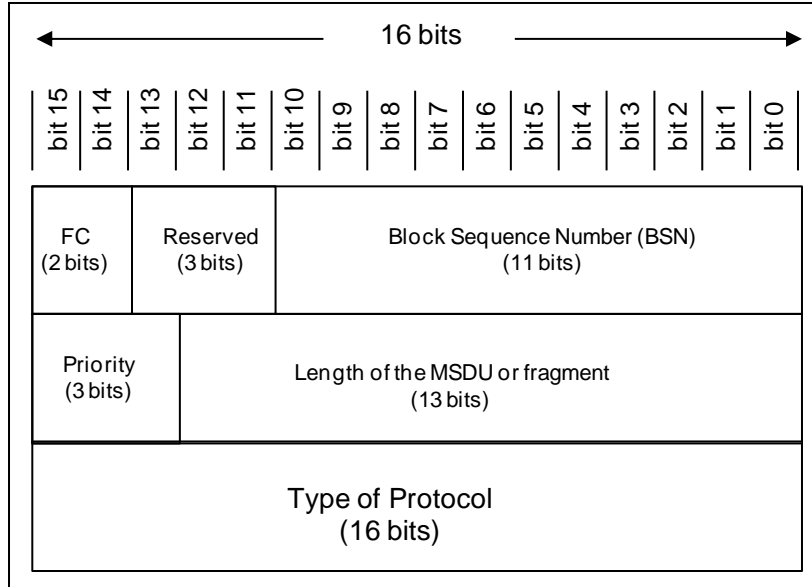 16 bits
bit 15
bit 14
bit 13
bit 12
bit 11
bit 10
bit 9
bit 8
bit 7
bit 6
bit 5
bit 4
bit 3
bit 2
bit 1
bit 0
FC
(2 bits)
Reserved
(3 bits)
Block Sequence Number (BSN)
(11 bits)
Priority
(3 bits)
Length of the MSDU or fragment
(13 bits)
Type of Protocol
(16 bits)